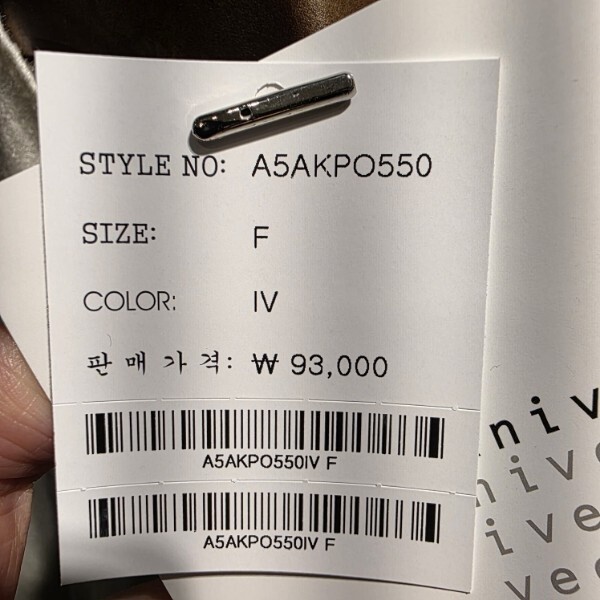 STYLE NO: A5AKPO550
SIZE: F
COLOR: IV
판매가격: ₩ 93,000
A5AKPO550IV F
A5AKPO550IV F